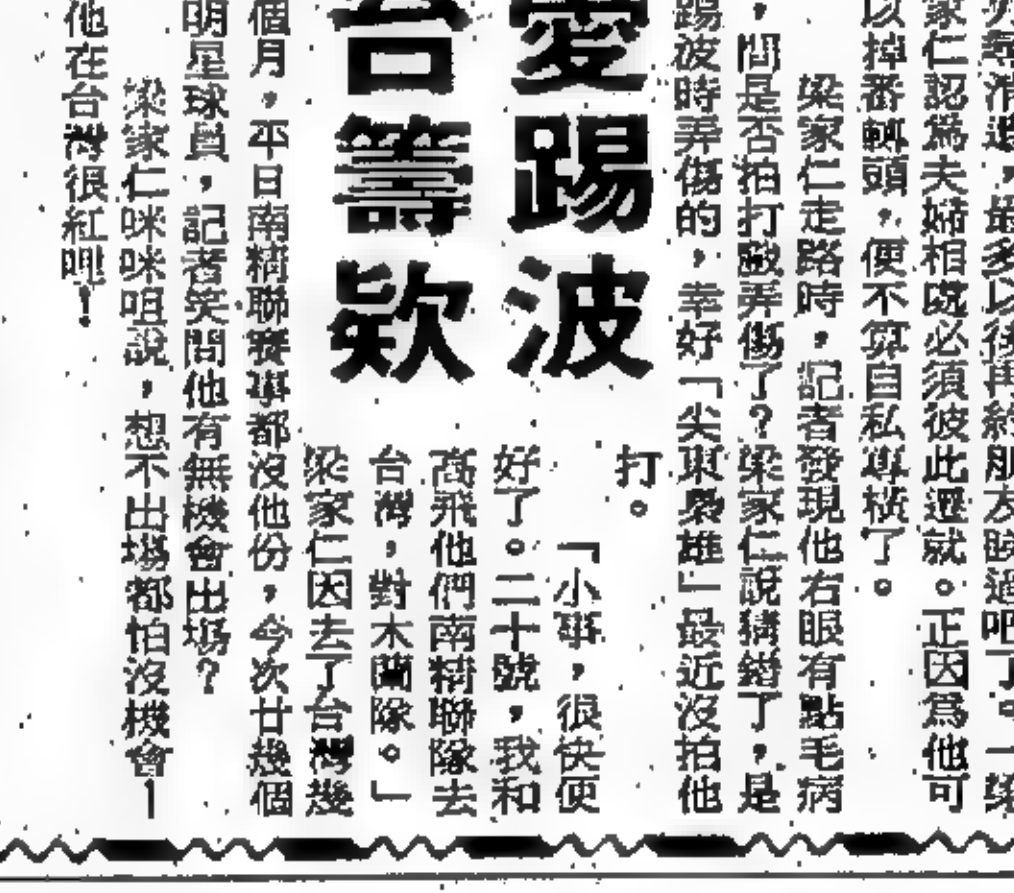 最多以後再約朋友晚過吧了。一梁
家仁認爲夫婦相處必須彼此遷就。正因爲他可
以掉番轉頭，便不算自私專橫了。
梁家仁走路時，記者發現他右眼有點毛病
，問是否拍打戲弄傷了？梁家仁說猜錯了，是
踢波時弄傷的，幸好「尖東梟雄」最近沒拍他
打。
愛踢波
台籌欵
「小事，很快便
好了。二十號，我和
高飛他們南精聯隊去
台灣，對木蘭隊。」
梁家仁因去了台灣幾
個月，平日南精聯賽事都沒他份，今次廿幾個
明星球員，記者笑問他有無機會出場？
梁家仁咪咪咀說，想不出場都怕沒機會！
他在台灣很紅哩！